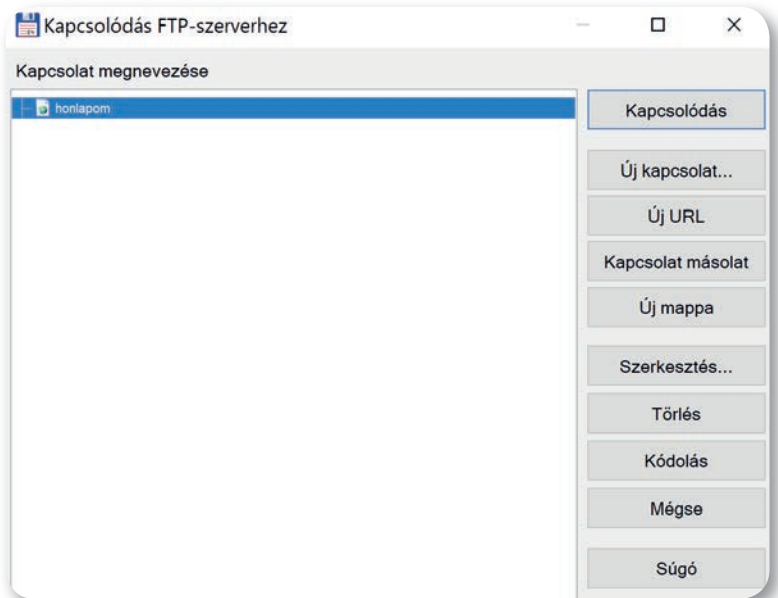 Kapcsolódás FTP-szerverhez
Kapcsolat megnevezése
honlapom
Kapcsolódás
Új kapcsolat...
Új URL
Kapcsolat másolat
Új mappa
Szerkesztés...
Törlés
Kódolás
Mégse
Súgó